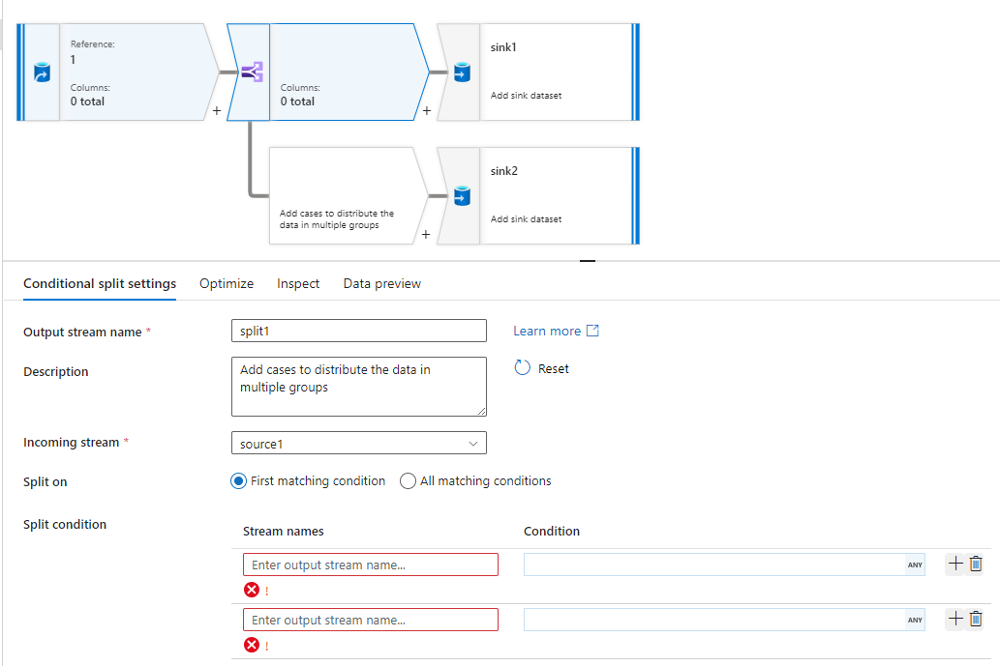 Reference:
1
Columns:
0 total
+
Columns:
0 total
+
sink1
Add sink dataset
Add cases to distribute the
data in multiple groups
+
sink2
Add sink dataset
Conditional split settings
Optimize
Inspect
Data preview
Output stream name *
split1
Learn more
Description
Add cases to distribute the data in
multiple groups
Reset
Incoming stream *
source1
Split on
First matching condition
All matching conditions
Split condition
Stream names
Condition
Enter output stream name...
ANY
!
Enter output stream name...
ANY
!